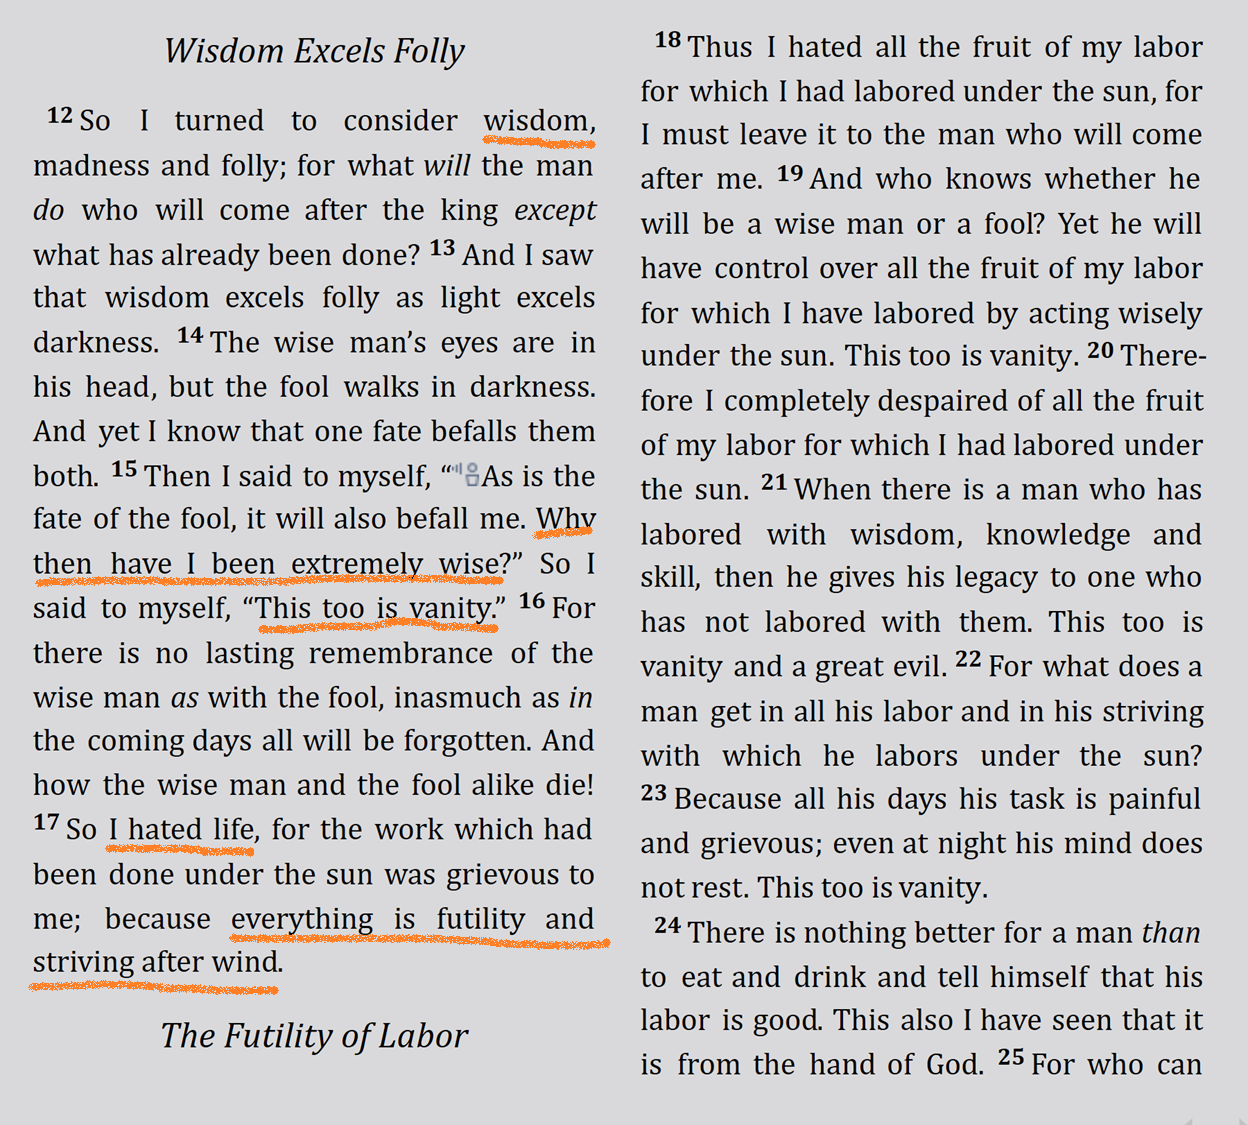 Wisdom Excels Folly
12 So I turned to consider wisdom,
madness and folly; for what will the man
do who will come after the king except
what has already been done? 13 And I saw
that wisdom excels folly as light excels
darkness. 14 The wise man’s eyes are in
his head, but the fool walks in darkness.
And yet I know that one fate befalls them
both. 15 Then I said to myself, “As is the
fate of the fool, it will also befall me. Why
then have I been extremely wise?” So I
said to myself, “This too is vanity.” 16 For
there is no lasting remembrance of the
wise man as with the fool, inasmuch as in
the coming days all will be forgotten. And
how the wise man and the fool alike die!
17 So I hated life, for the work which had
been done under the sun was grievous to
me; because everything is futility and
striving after wind.
The Futility of Labor
18 Thus I hated all the fruit of my labor
for which I had labored under the sun, for
I must leave it to the man who will come
after me. 19 And who knows whether he
will be a wise man or a fool? Yet he will
have control over all the fruit of my labor
for which I have labored by acting wisely
under the sun. This too is vanity. 20 There-
fore I completely despaired of all the fruit
of my labor for which I had labored under
the sun. 21 When there is a man who has
labored with wisdom, knowledge and
skill, then he gives his legacy to one who
has not labored with them. This too is
vanity and a great evil. 22 For what does a
man get in all his labor and in his striving
with which he labors under the sun?
23 Because all his days his task is painful
and grievous; even at night his mind does
not rest. This too is vanity.
24 There is nothing better for a man than
to eat and drink and tell himself that his
labor is good. This also I have seen that it
is from the hand of God. 25 For who can